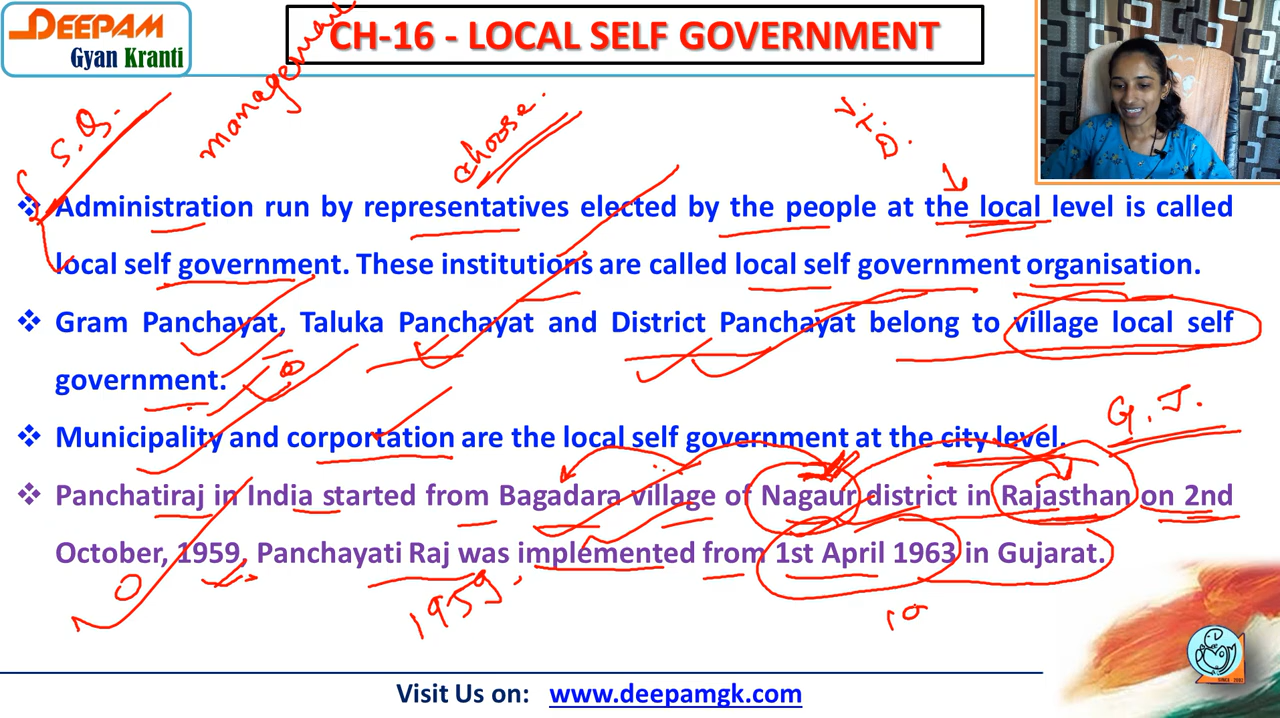 DEEPAM
Gyan Kranti
CH-16 - LOCAL SELF GOVERNMENT
management
S.G.
choose.
❖ Administration run by representatives elected by the people at the local level is called
local self government. These institutions are called local self government organisation.
❖ Gram Panchayat, Taluka Panchayat and District Panchayat belong to village local self
government.
❖ Municipality and corportation are the local self government at the city level.
G.J.
❖ Panchatiraj in India started from Bagadara village of Nagaur district in Rajasthan on 2nd
October, 1959, Panchayati Raj was implemented from 1st April 1963 in Gujarat.
1959,
19
SINCE 2001
Visit Us on: www.deepamgk.com